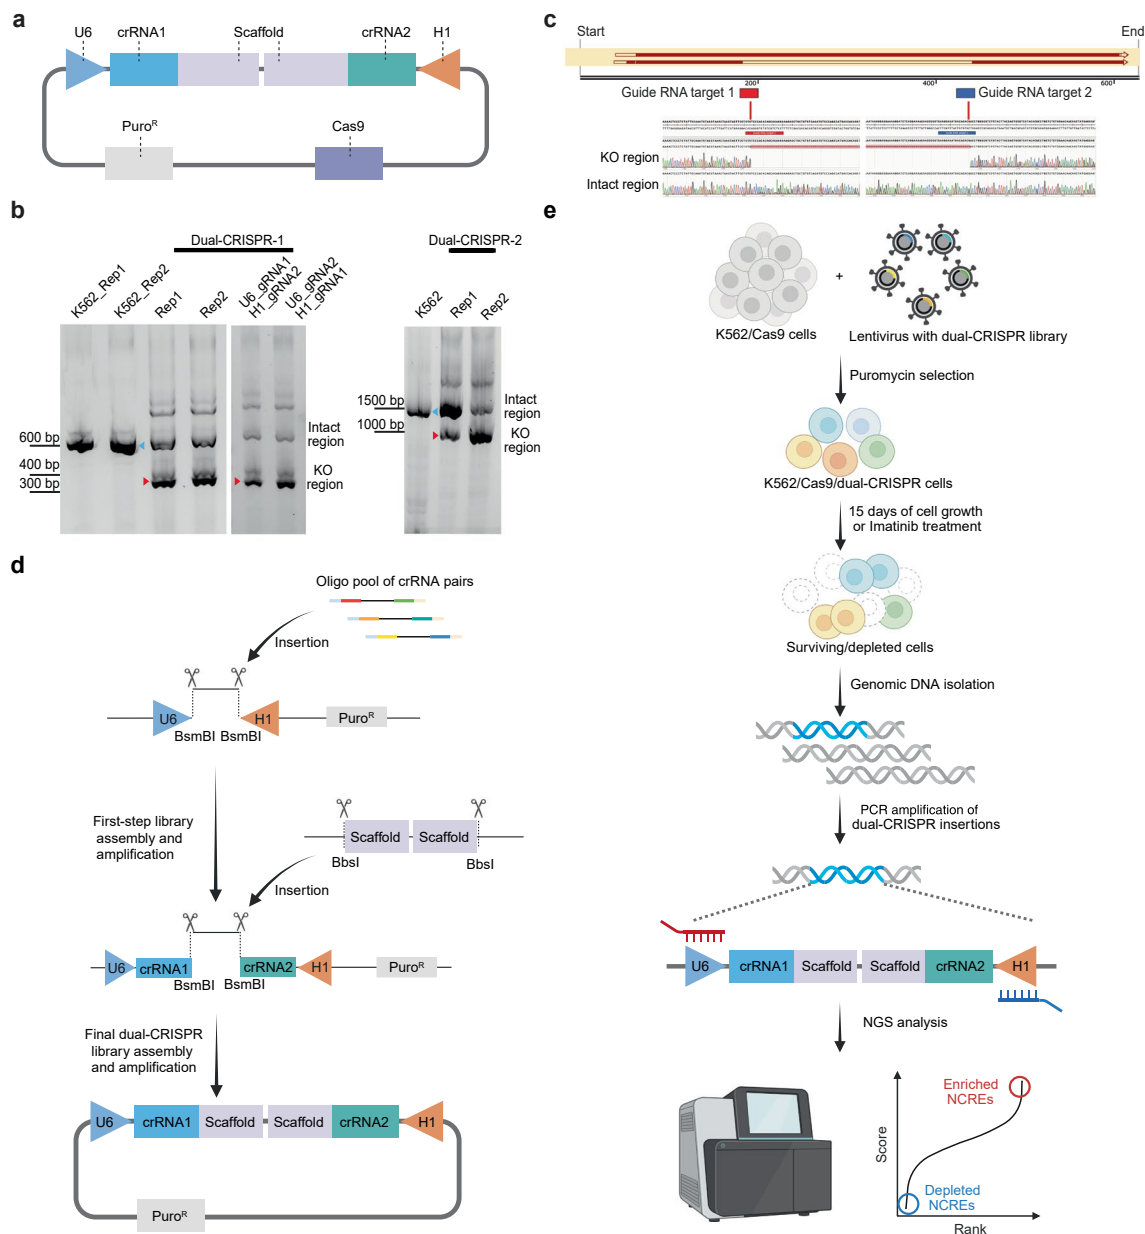 a
U6
crRNA1
Scaffold
crRNA2
H1
Puro^R
Cas9
b
Dual-CRISPR-1
Dual-CRISPR-2
K562_Rep1
K562_Rep2
Rep1
Rep2
U6_gRNA1
H1_gRNA2
U6_gRNA2
H1_gRNA1
K562
Rep1
Rep2
600 bp
400 bp
300 bp
Intact
region
KO
region
1500 bp
1000 bp
Intact
region
KO
region
c
Start
End
200
400
600
Guide RNA target 1
Guide RNA target 2
KO region
Intact region
d
Oligo pool of crRNA pairs
Insertion
U6
H1
Puro^R
BsmBI
BsmBI
First-step library
assembly and
amplification
Scaffold
Scaffold
BbsI
BbsI
Insertion
U6
crRNA1
crRNA2
H1
Puro^R
BsmBI
BsmBI
Final dual-CRISPR
library assembly
and amplification
U6
crRNA1
Scaffold
Scaffold
crRNA2
H1
Puro^R
e
+
K562/Cas9 cells
Lentivirus with dual-CRISPR library
Puromycin selection
K562/Cas9/dual-CRISPR cells
15 days of cell growth
or Imatinib treatment
Surviving/depleted cells
Genomic DNA isolation
PCR amplification of
dual-CRISPR insertions
U6
crRNA1
Scaffold
Scaffold
crRNA2
H1
NGS analysis
Enriched
NCREs
Score
Depleted
NCREs
Rank